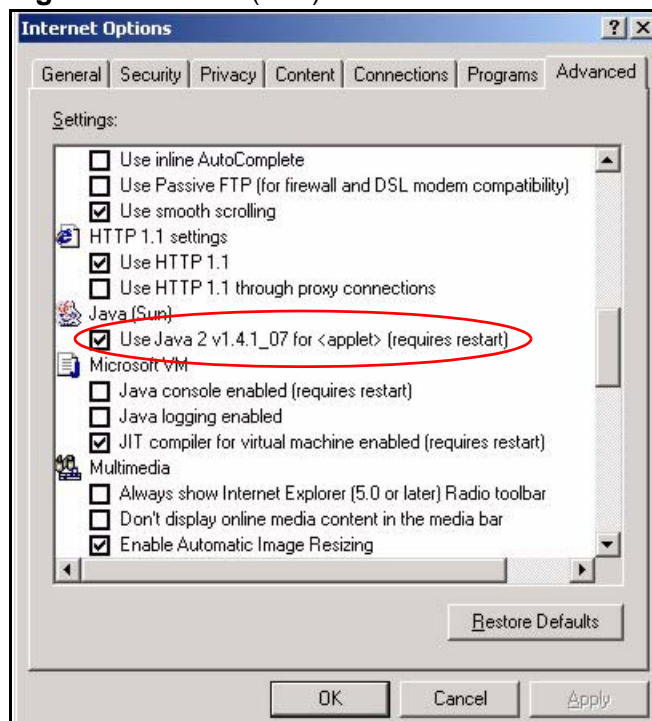 Internet Options
General Security Privacy Content Connections Programs Advanced
Settings:
Use inline AutoComplete
Use Passive FTP (for firewall and DSL modem compatibility)
Use smooth scrolling
HTTP 1.1 settings
Use HTTP 1.1
Use HTTP 1.1 through proxy connections
Java (Sun)
Use Java 2 v1.4.1_07 for <applet> (requires restart)
Microsoft VM
Java console enabled (requires restart)
Java logging enabled
JIT compiler for virtual machine enabled (requires restart)
Multimedia
Always show Internet Explorer (5.0 or later) Radio toolbar
Don't display online media content in the media bar
Enable Automatic Image Resizing
Restore Defaults
OK Cancel Apply